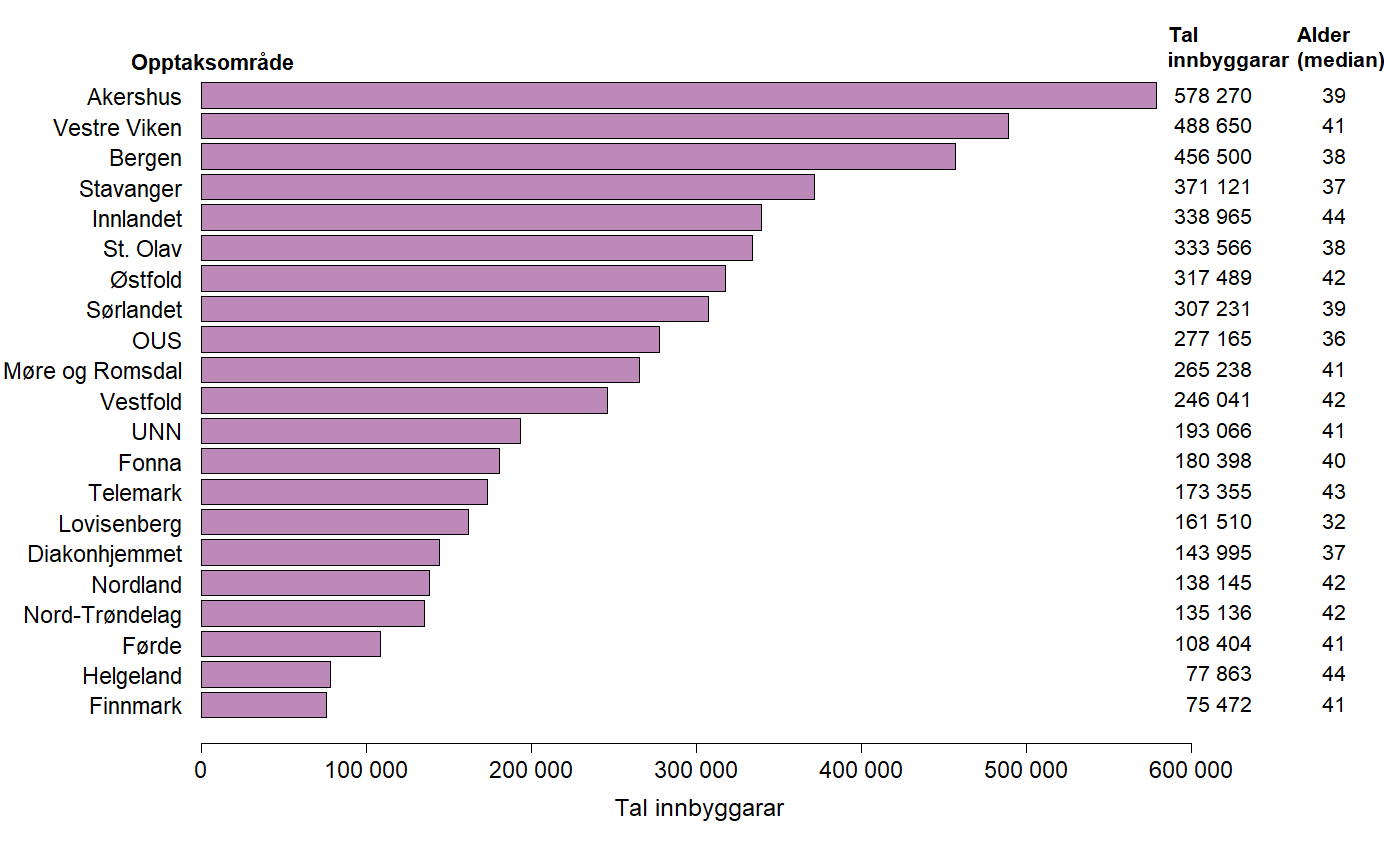 Tal Alder
Opptaksområde innbyggarar (median)
Akershus 578 270 39
Vestre Viken 488 650 41
Bergen 456 500 38
Stavanger 371 121 37
Innlandet 338 965 44
St. Olav 333 566 38
Østfold 317 489 42
Sørlandet 307 231 39
OUS 277 165 36
Møre og Romsdal 265 238 41
Vestfold 246 041 42
UNN 193 066 41
Fonna 180 398 40
Telemark 173 355 43
Lovisenberg 161 510 32
Diakonhjemmet 143 995 37
Nordland 138 145 42
Nord-Trøndelag 135 136 42
Førde 108 404 41
Helgeland 77 863 44
Finnmark 75 472 41
0 100 000 200 000 300 000 400 000 500 000 600 000
Tal innbyggarar